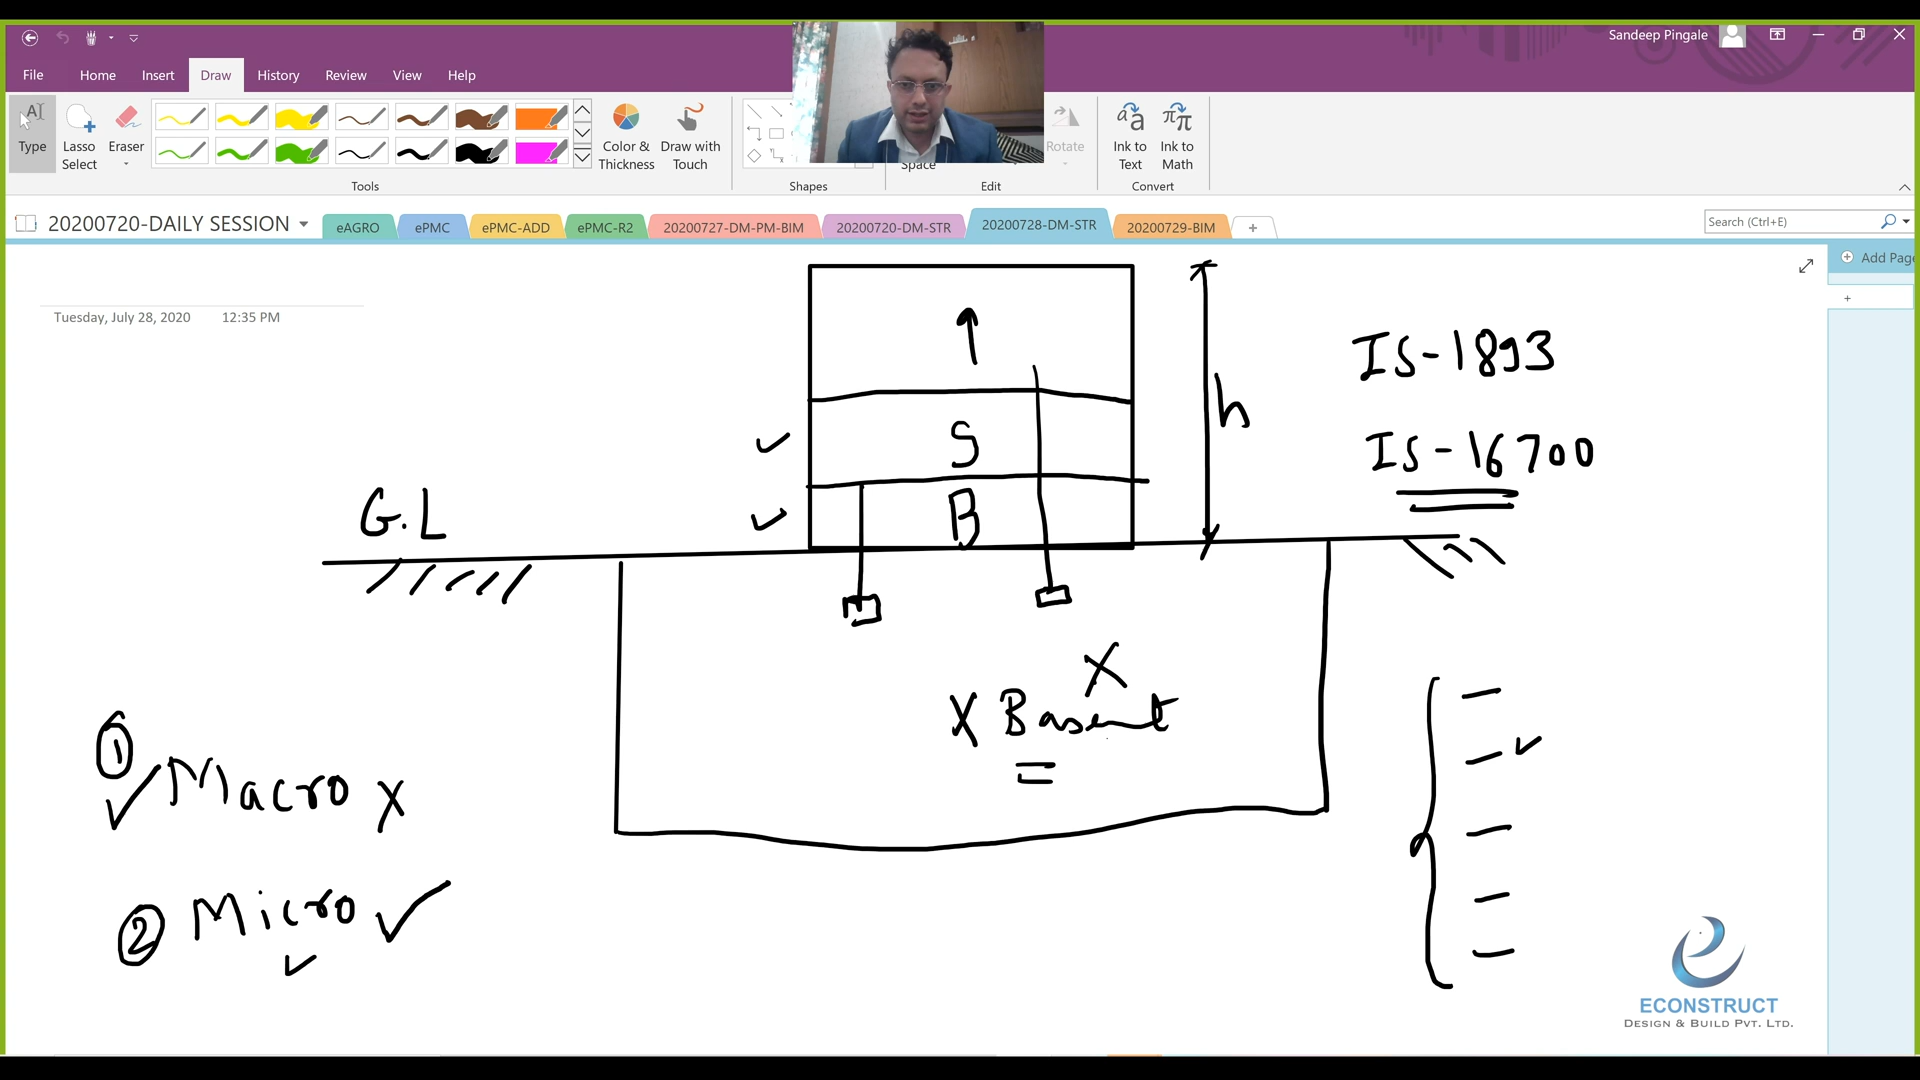 Sandeep Pingale
File Home Insert Draw History Review View Help
Type
Lasso Select
Eraser
Color & Thickness
Draw with Touch
Space
Rotate
Ink to Text
Ink to Math
Tools
Shapes
Edit
Convert
20200720-DAILY SESSION
eAGRO
ePMC
ePMC-ADD
ePMC-R2
20200727-DM-PM-BIM
20200720-DM-STR
20200728-DM-STR
20200729-BIM
Search (Ctrl+E)
Add Page
Tuesday, July 28, 2020 12:35 PM
IS-1893
h
S
IS-16700
G.L
B
X
X Basemt
① Macro X
② Micro
ECONSTRUCT
DESIGN & BUILD PVT. LTD.